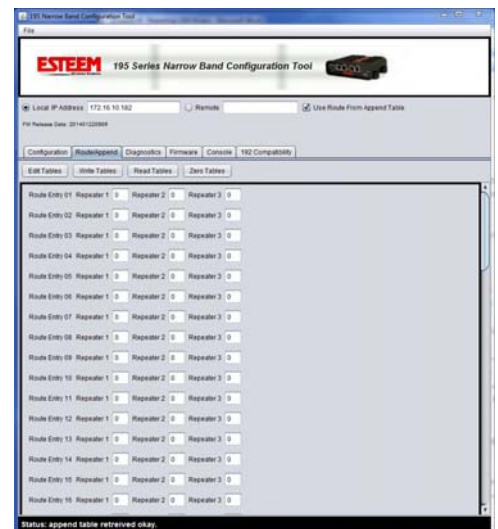 195 Narrow Band Configuration Tool
File
ESTEEM 195 Series Narrow Band Configuration Tool
Local IP Address 172.16.10.182 Remote Use Route From Append Table
FW Release Date: 201401220909
Configuration Route/Append Diagnostics Firmware Console 192 Compatibility
Edit Tables Write Tables Read Tables Zero Tables
Route Entry 01 Repeater 1 0 Repeater 2 0 Repeater 3 0
Route Entry 02 Repeater 1 0 Repeater 2 0 Repeater 3 0
Route Entry 03 Repeater 1 0 Repeater 2 0 Repeater 3 0
Route Entry 04 Repeater 1 0 Repeater 2 0 Repeater 3 0
Route Entry 05 Repeater 1 0 Repeater 2 0 Repeater 3 0
Route Entry 06 Repeater 1 0 Repeater 2 0 Repeater 3 0
Route Entry 07 Repeater 1 0 Repeater 2 0 Repeater 3 0
Route Entry 08 Repeater 1 0 Repeater 2 0 Repeater 3 0
Route Entry 09 Repeater 1 0 Repeater 2 0 Repeater 3 0
Route Entry 10 Repeater 1 0 Repeater 2 0 Repeater 3 0
Route Entry 11 Repeater 1 0 Repeater 2 0 Repeater 3 0
Route Entry 12 Repeater 1 0 Repeater 2 0 Repeater 3 0
Route Entry 13 Repeater 1 0 Repeater 2 0 Repeater 3 0
Route Entry 14 Repeater 1 0 Repeater 2 0 Repeater 3 0
Route Entry 15 Repeater 1 0 Repeater 2 0 Repeater 3 0
Route Entry 16 Repeater 1 0 Repeater 2 0 Repeater 3 0
Status: append table retreived okay.